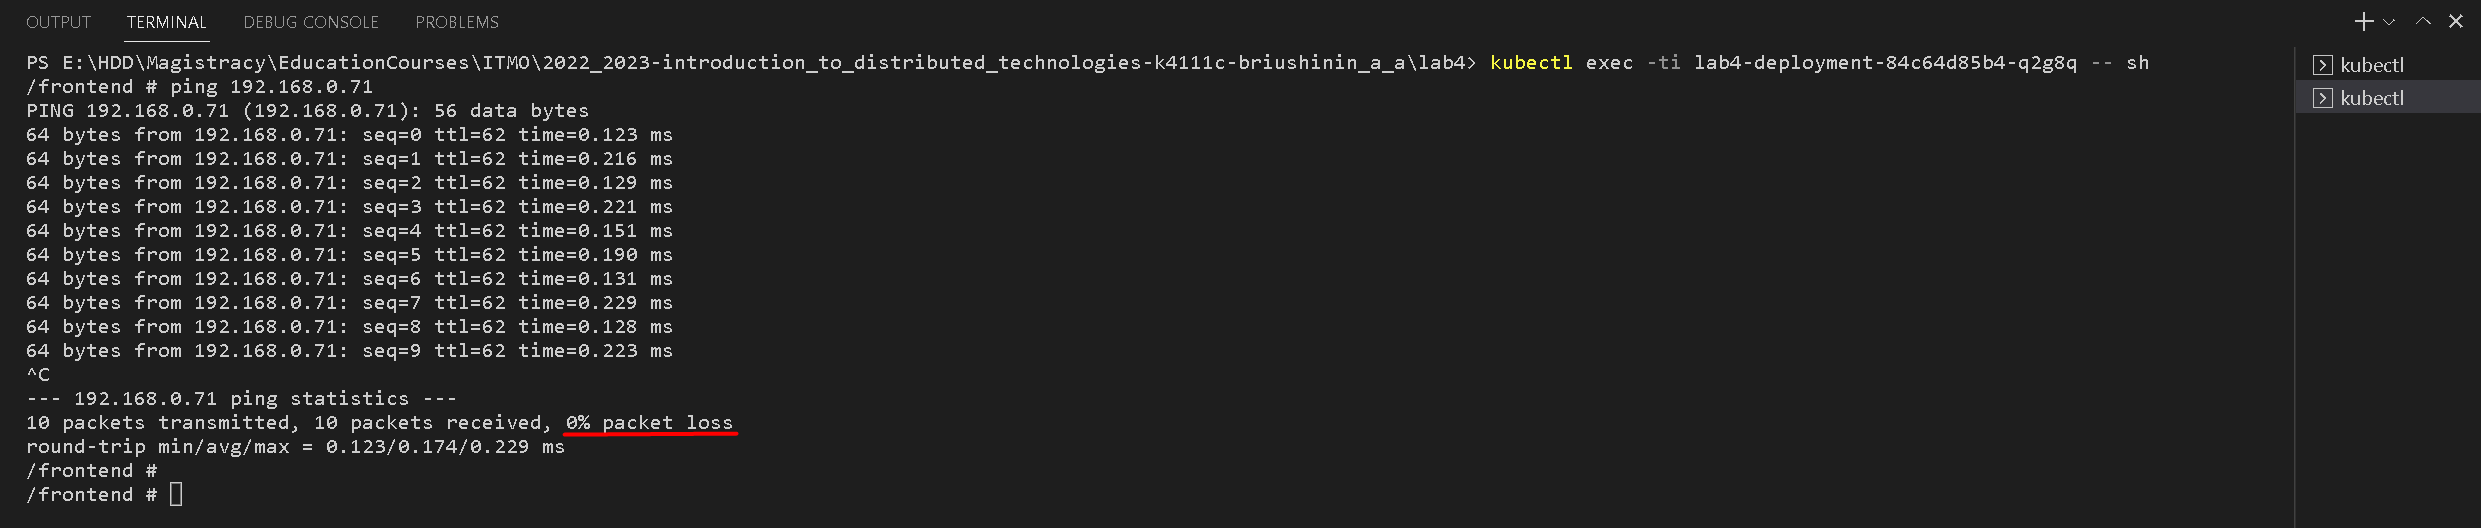 OUTPUT TERMINAL DEBUG CONSOLE PROBLEMS
PS E:\HDD\Magistracy\EducationCourses\ITMO\2022_2023-introduction_to_distributed_technologies-k4111c-briushinin_a_a\lab4> kubectl exec -ti lab4-deployment-84c64d85b4-q2g8q -- sh
/frontend # ping 192.168.0.71
PING 192.168.0.71 (192.168.0.71): 56 data bytes
64 bytes from 192.168.0.71: seq=0 ttl=62 time=0.123 ms
64 bytes from 192.168.0.71: seq=1 ttl=62 time=0.216 ms
64 bytes from 192.168.0.71: seq=2 ttl=62 time=0.129 ms
64 bytes from 192.168.0.71: seq=3 ttl=62 time=0.221 ms
64 bytes from 192.168.0.71: seq=4 ttl=62 time=0.151 ms
64 bytes from 192.168.0.71: seq=5 ttl=62 time=0.190 ms
64 bytes from 192.168.0.71: seq=6 ttl=62 time=0.131 ms
64 bytes from 192.168.0.71: seq=7 ttl=62 time=0.229 ms
64 bytes from 192.168.0.71: seq=8 ttl=62 time=0.128 ms
64 bytes from 192.168.0.71: seq=9 ttl=62 time=0.223 ms
^C
--- 192.168.0.71 ping statistics ---
10 packets transmitted, 10 packets received, 0% packet loss
round-trip min/avg/max = 0.123/0.174/0.229 ms
/frontend #
/frontend #
kubectl
kubectl